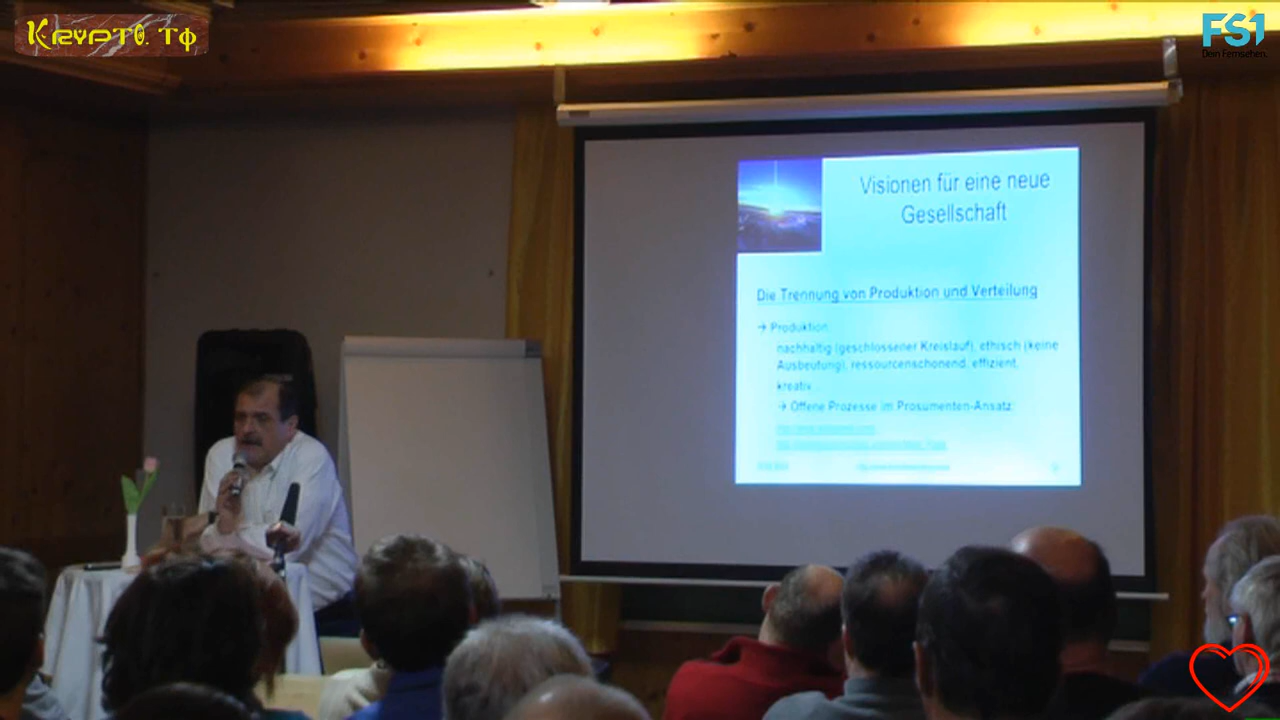 KRYPTO.TΦ
FS1
Dein Fernsehen.
Visionen für eine neue
Gesellschaft
Die Trennung von Produktion und Verteilung
→ Produktion:
nachhaltig (geschlossener Kreislauf), ethisch (keine
Ausbeutung), ressourcenschonend, effizient,
kreativ
→ Offene Prozesse im Prosumenten-Ansatz: